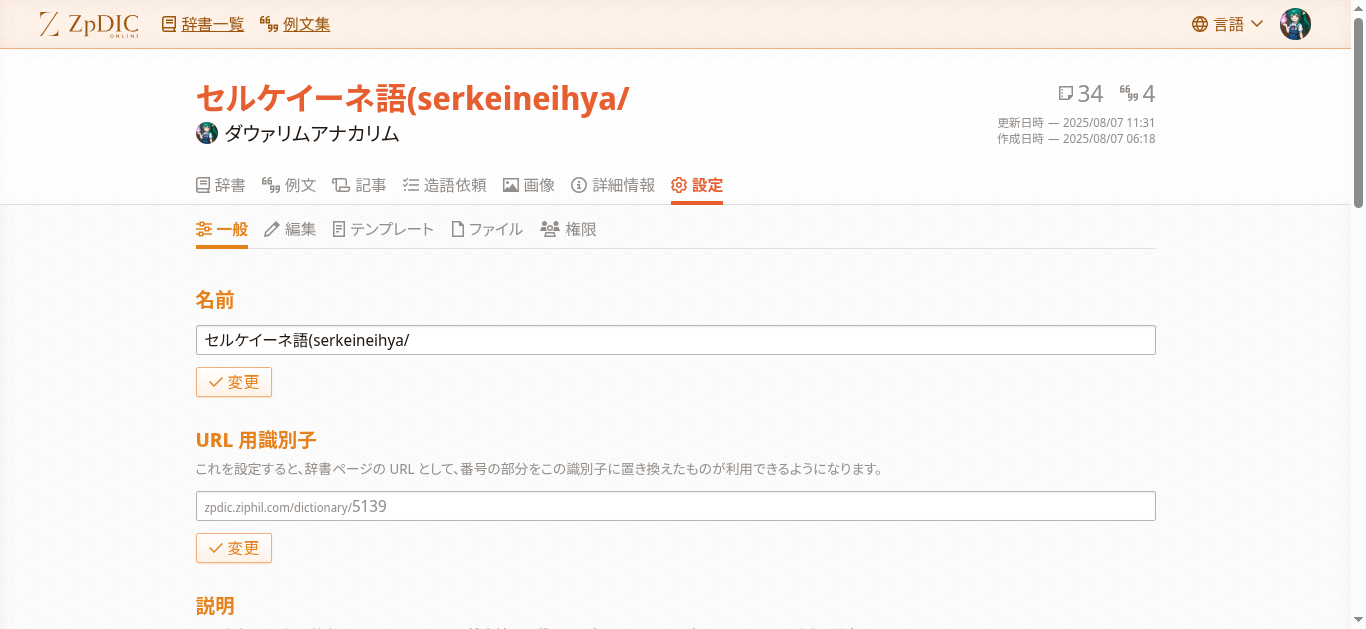 ZpDIC ONLINE 辞書一覧 例文集 言語
セルケイーネ語(serkeineihya/
34 4
ダウァリムアナカリム
更新日時 — 2025/08/07 11:31
作成日時 — 2025/08/07 06:18
辞書 例文 記事 造語依頼 画像 詳細情報 設定
一般 編集 テンプレート ファイル 権限
名前
セルケイーネ語(serkeineihya/
変更
URL 用識別子
これを設定すると、辞書ページの URL として、番号の部分をこの識別子に置き換えたものが利用できるようになります。
zpdic.ziphil.com/dictionary/5139
変更
説明